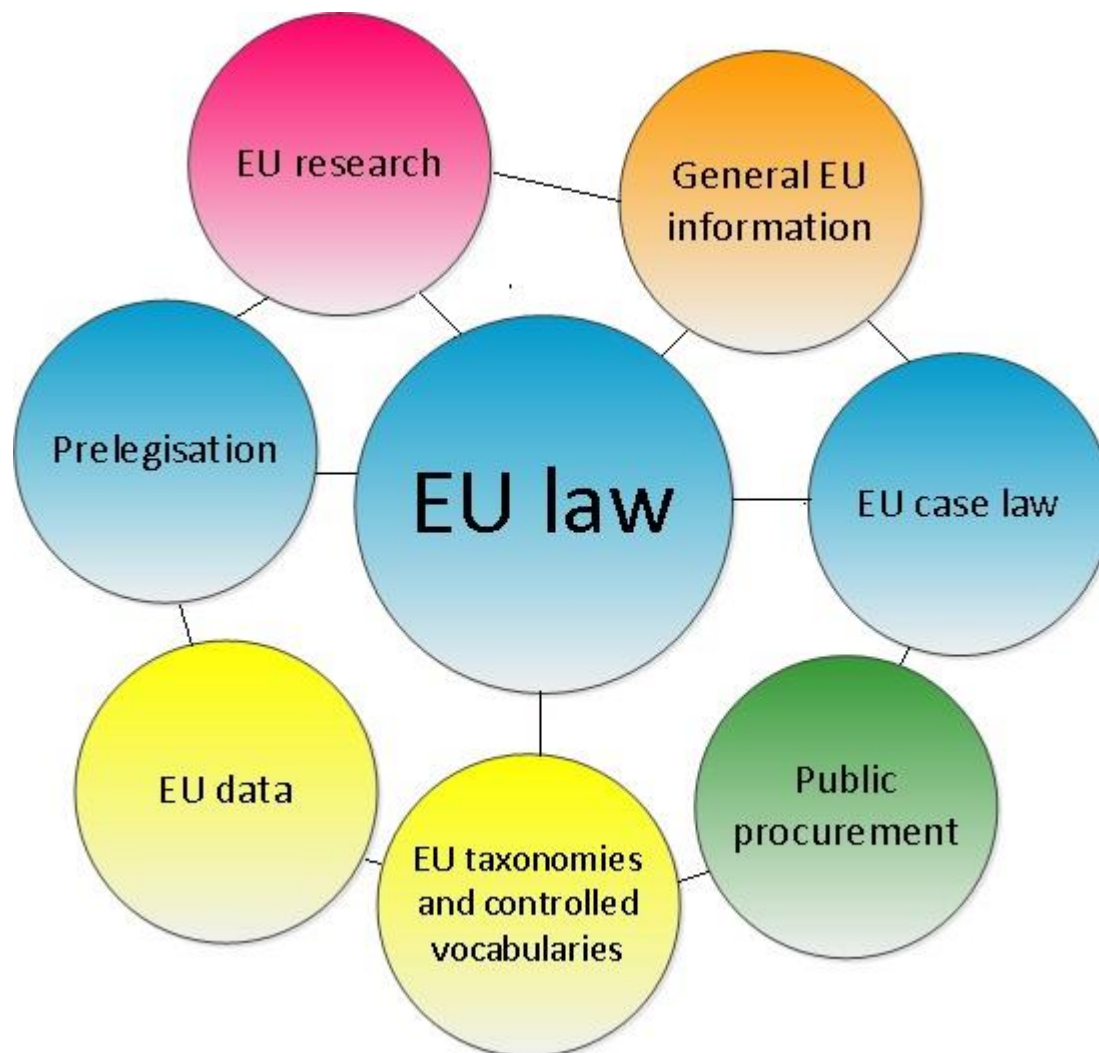 EU research
General EU
information
Prelegisation
EU law
EU case law
EU data
Public
procurement
EU taxonomies
and controlled
vocabularies